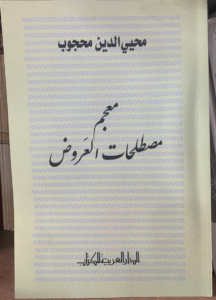 محيي الدين محجوب
معجم
مصطلحات العروض
الدار العربية للكتاب